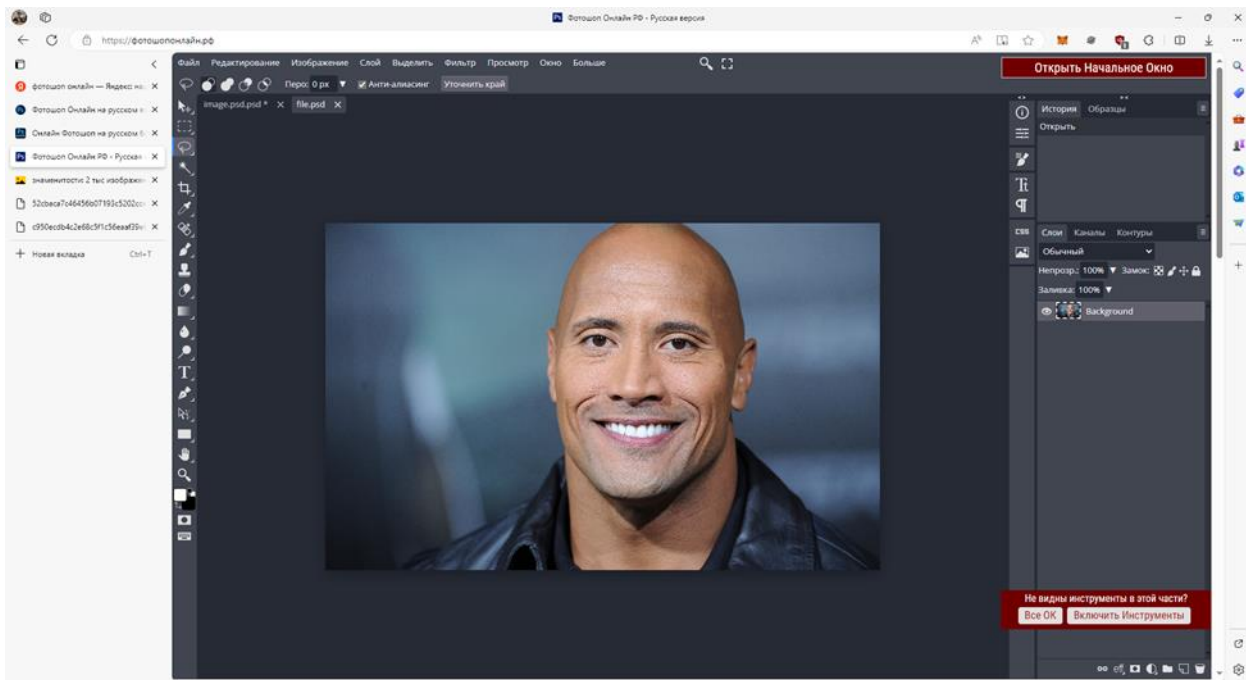 Фотошоп Онлайн РФ - Русская версия
https://фотошопонлайн.рф
фотошоп онлайн — Яндекс: на
Фотошоп Онлайн на русском
Онлайн Фотошоп на русском б
Фотошоп Онлайн РФ - Русская
знаменитости: 2 тыс изображен
Новая вкладка Ctrl+T
Файл Редактирование Изображение Слой Выделить Фильтр Просмотр Окно Больше
Перо: 0 px ▼ Анти-алиасинг Уточнить край
image.psd.psd * X file.psd X
Открыть Начальное Окно
История Образцы
Открыть
CSS
Слои Каналы Контуры
Обычный
Непрозр.: 100% ▼ Замок:
Заливка: 100% ▼
Background
Не видны инструменты в этой части?
Все ОК Включить Инструменты